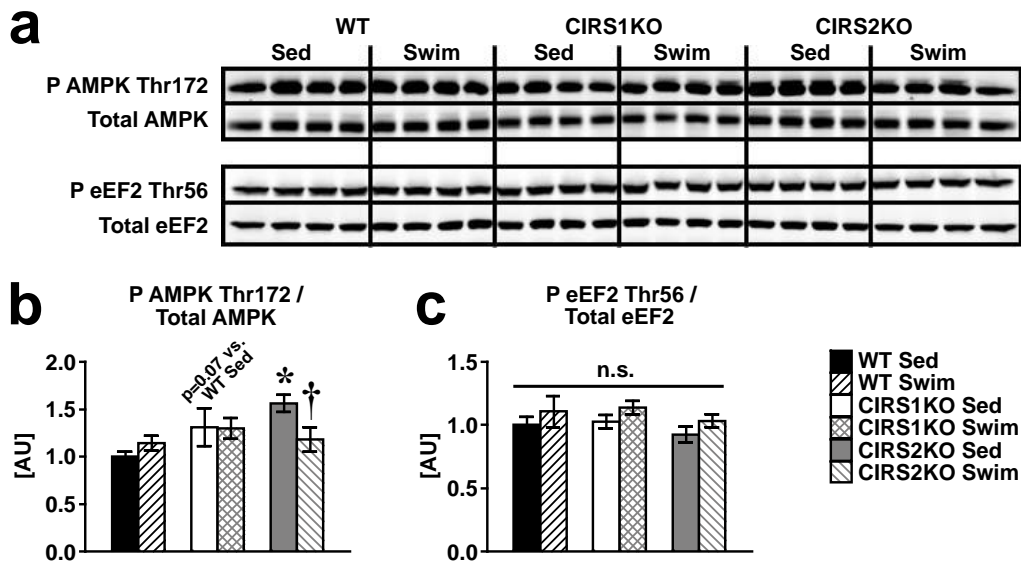 a
WT CIRS1KO CIRS2KO
Sed Swim Sed Swim Sed Swim
P AMPK Thr172
Total AMPK
P eEF2 Thr56
Total eEF2
b
P AMPK Thr172 /
Total AMPK
[AU]
2.0
1.5
1.0
0.5
0.0
p=0.07 vs.
WT Sed
*
†
c
P eEF2 Thr56 /
Total eEF2
[AU]
1.5
1.0
0.5
0.0
n.s.
WT Sed
WT Swim
CIRS1KO Sed
CIRS1KO Swim
CIRS2KO Sed
CIRS2KO Swim